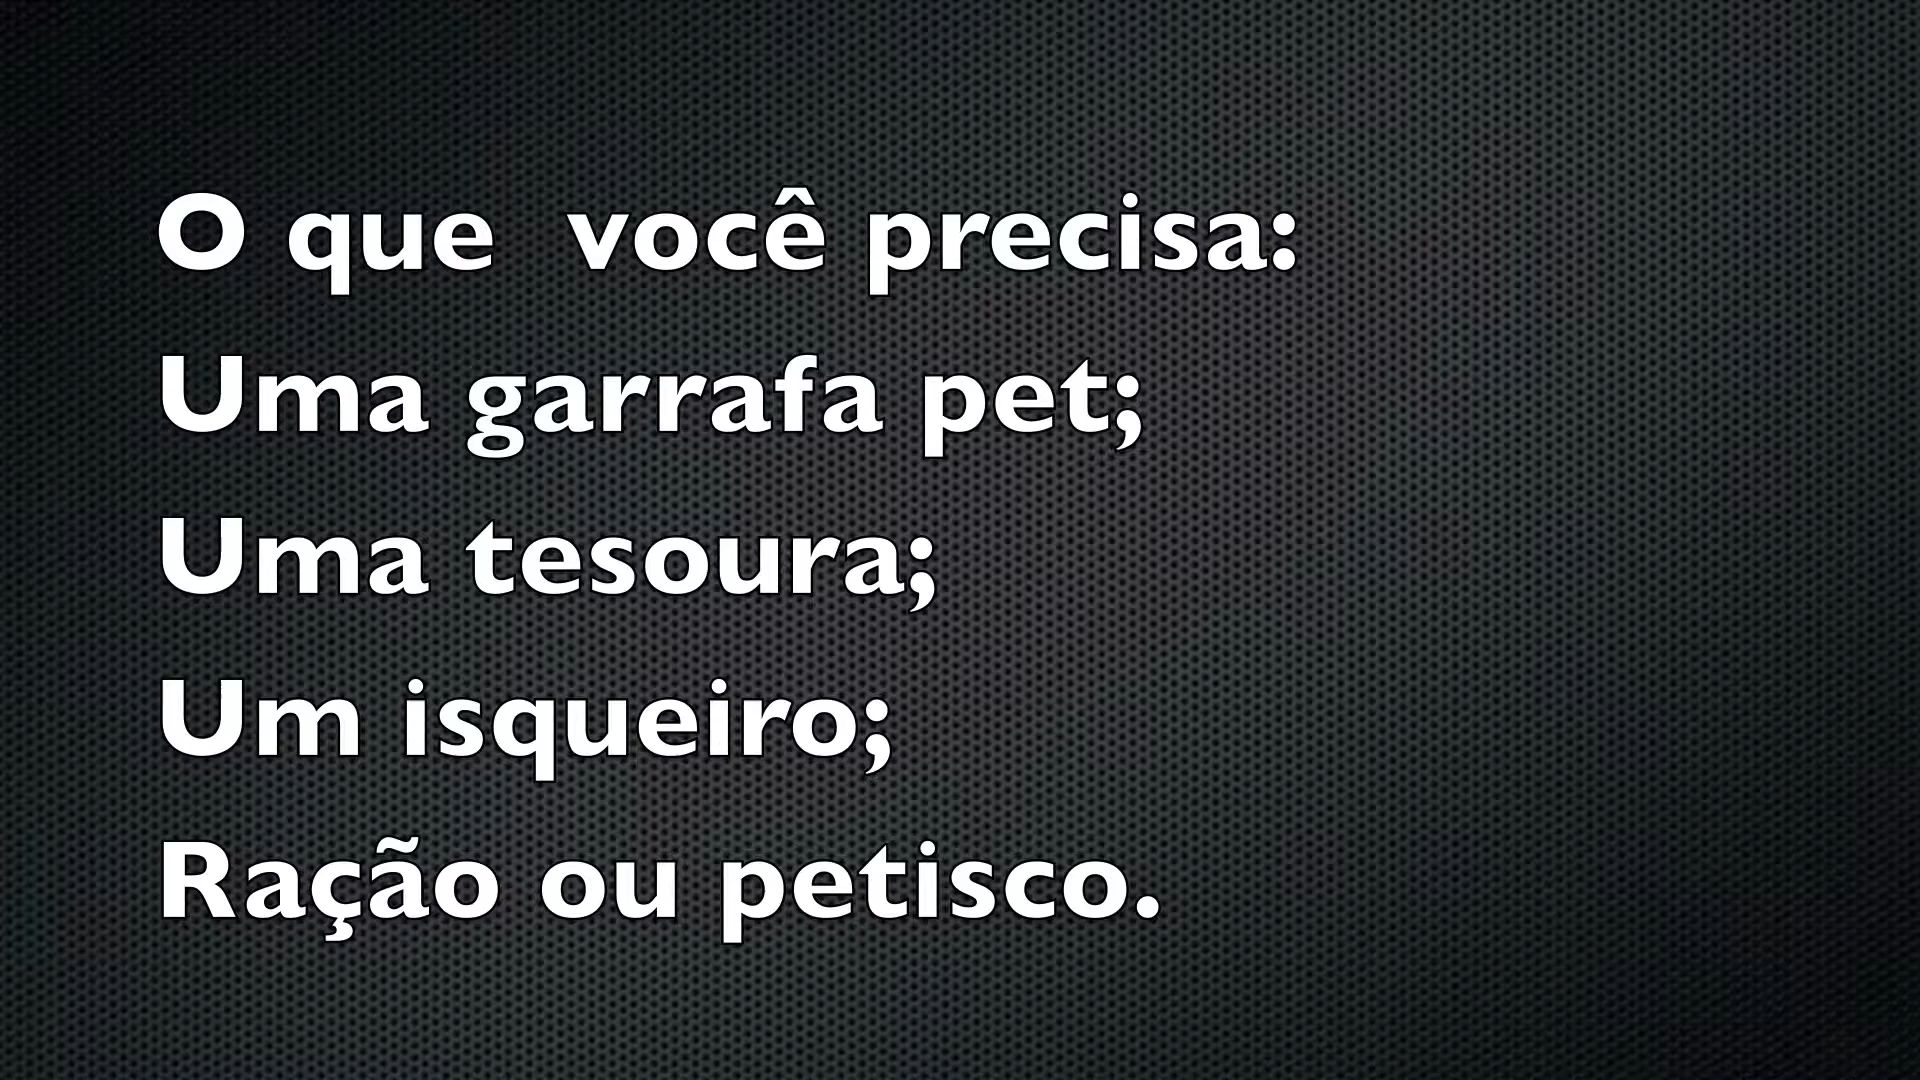 O que  você precisa:
Uma garrafa pet;
Uma tesoura;
Um isqueiro;
Ração ou petisco.